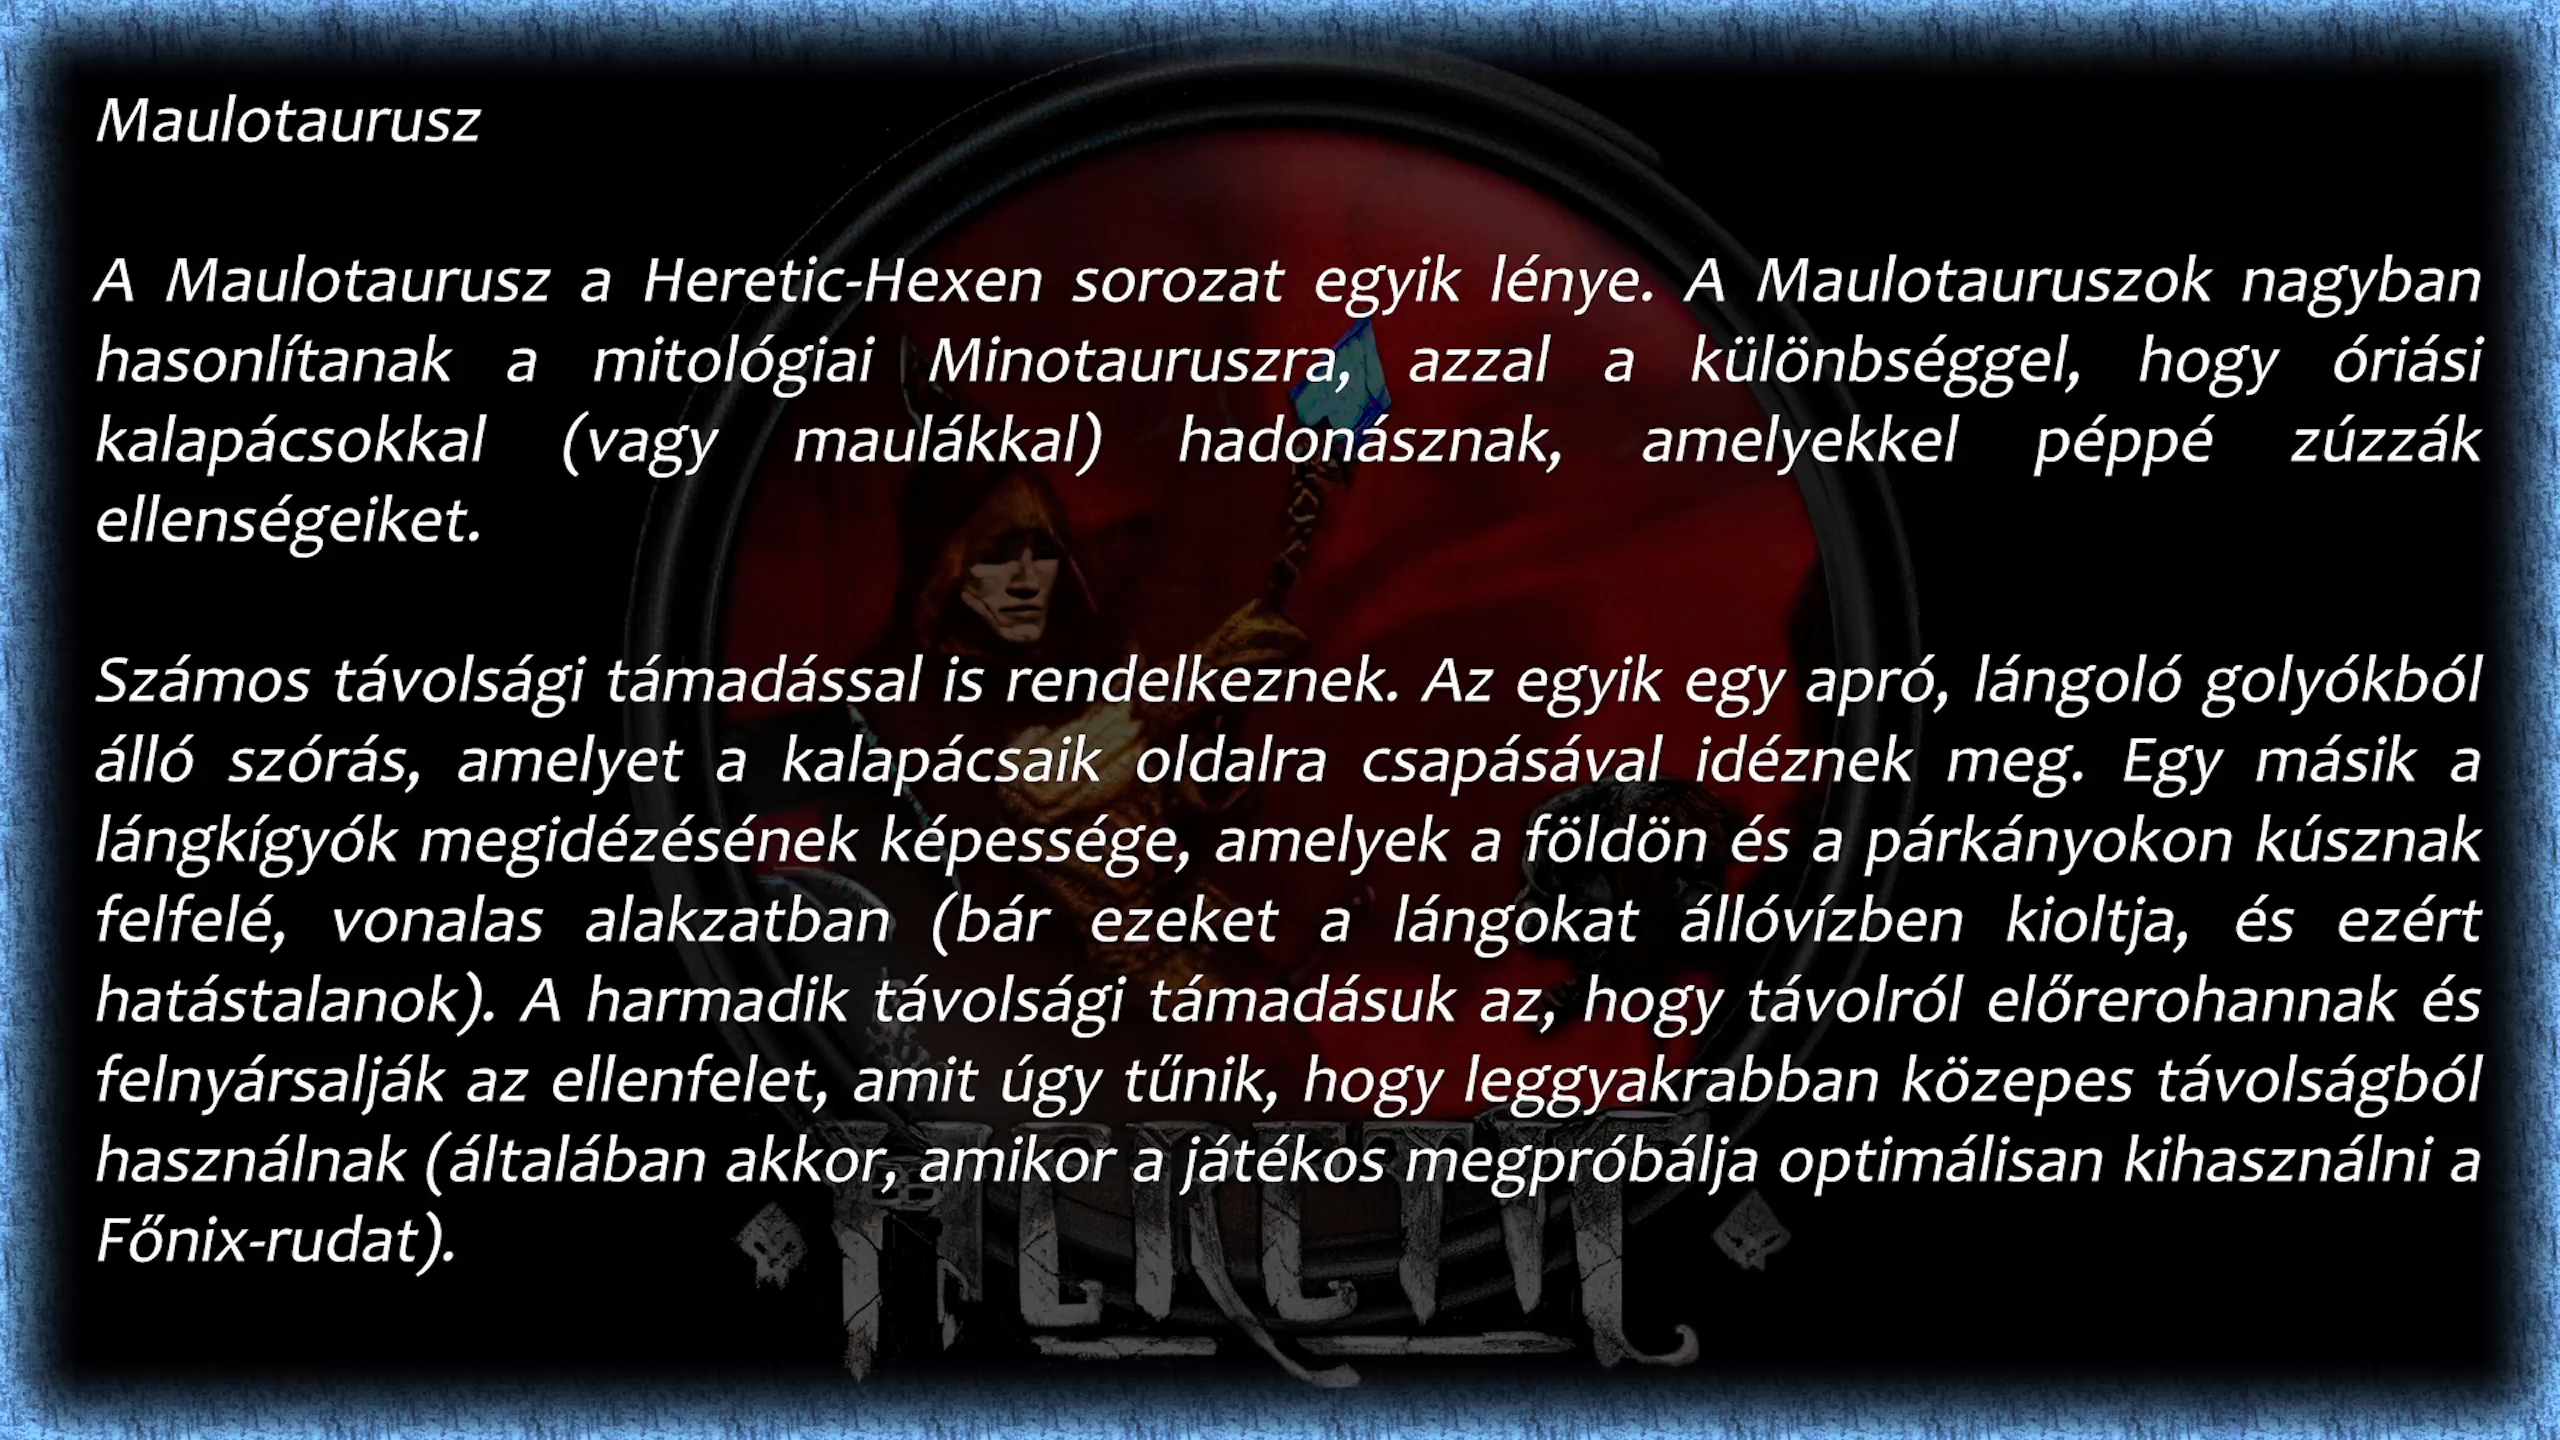 Maulotaurusz
A Maulotaurusz a Heretic-Hexen sorozat egyik lénye. A Maulotauruszok nagyban
hasonlítanak a mitológiai Minotauruszra, azzal a különbséggel, hogy óriási
kalapácsokkal (vagy maulákkal) hadonásznak, amelyekkel péppé zúzzák
ellenségeiket.
Számos távolsági támadással is rendelkeznek. Az egyik egy apró, lángoló golyókból
álló szórás, amelyet a kalapácsaik oldalra csapásával idéznek meg. Egy másik a
lángkígyók megidézésének képessége, amelyek a földön és a párkányokon kúsznak
felfelé, vonalas alakzatban (bár ezeket a lángokat állóvízben kioltja, és ezért
hatástalanok). A harmadik távolsági támadásuk az, hogy távolról előrerohannak és
felnyársalják az ellenfelet, amit úgy tűnik, hogy leggyakrabban közepes távolságból
használnak (általában akkor, amikor a játékos megpróbálja optimálisan kihasználni a
Főnix-rudat).
HERETIC